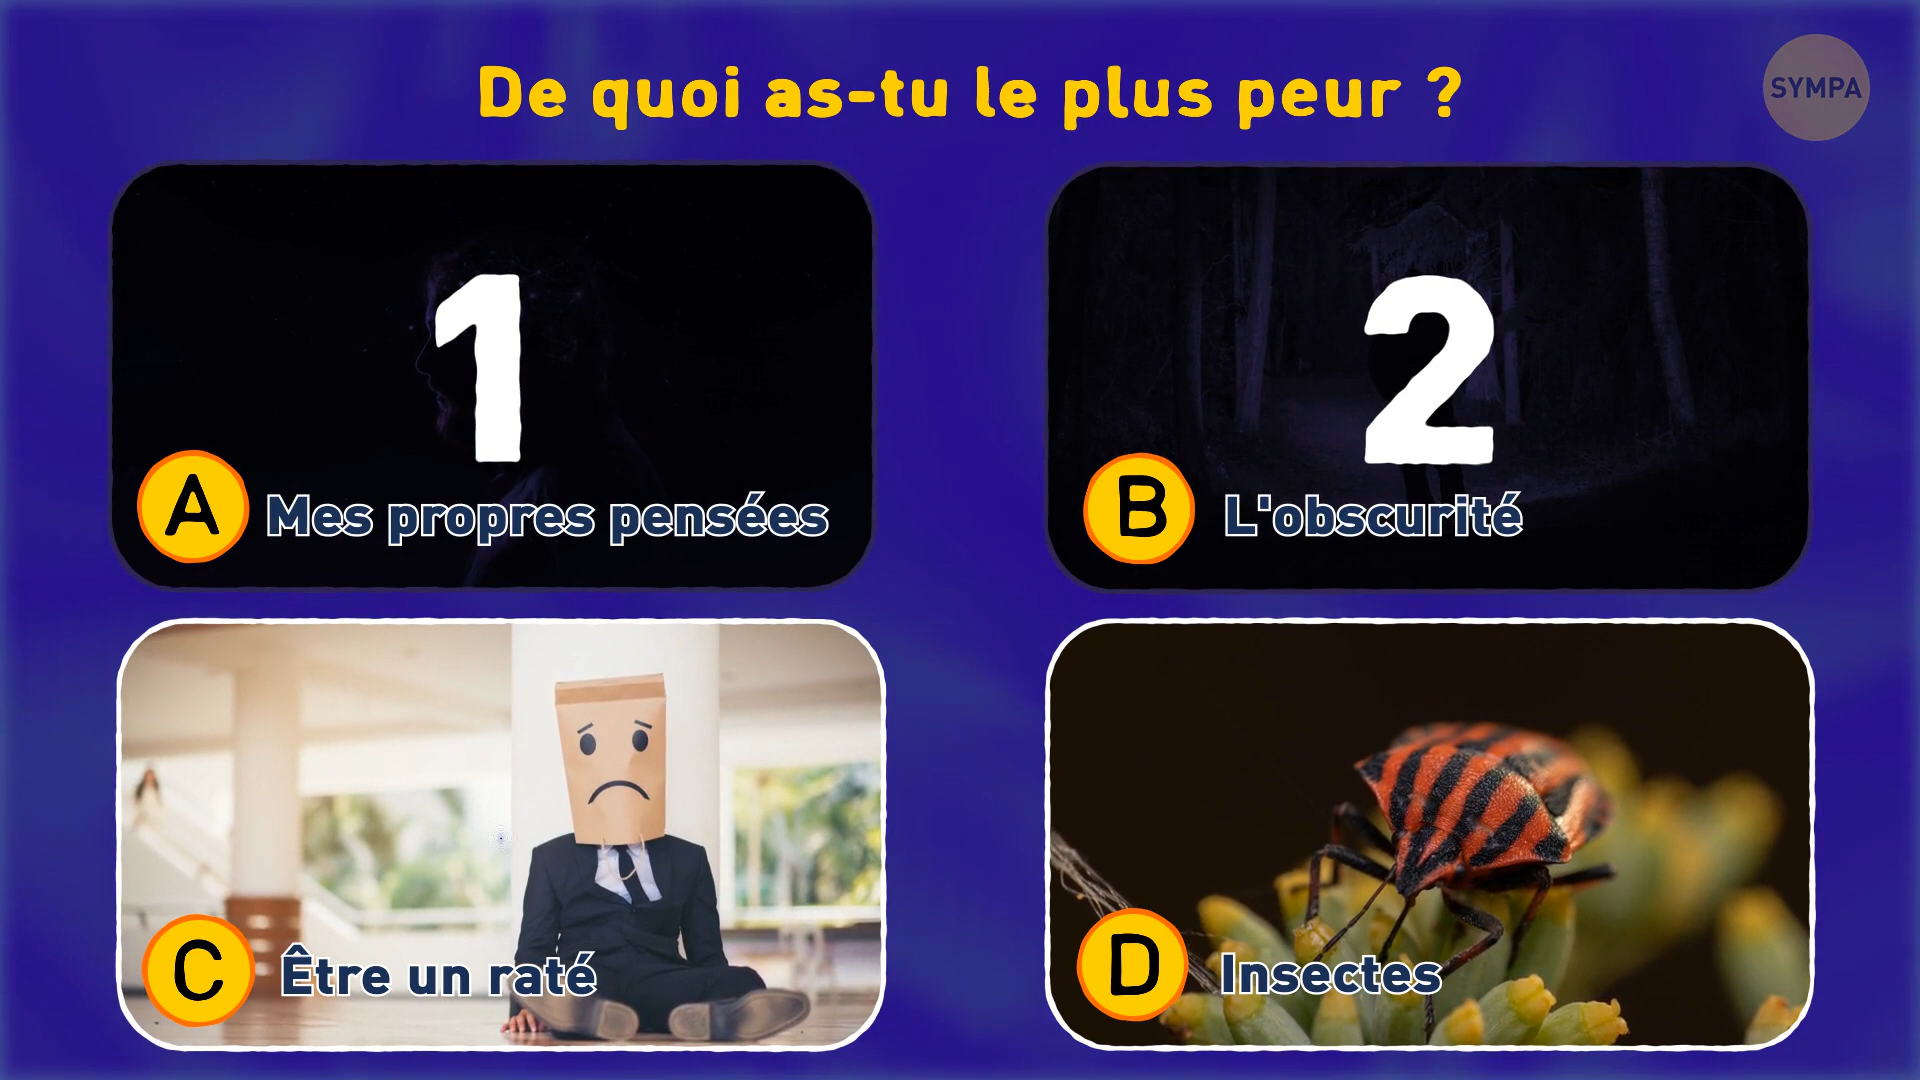 De quoi as-tu le plus peur ?
SYMPA
1
A Mes propres pensées
2
B L'obscurité
C Être un raté
D Insectes